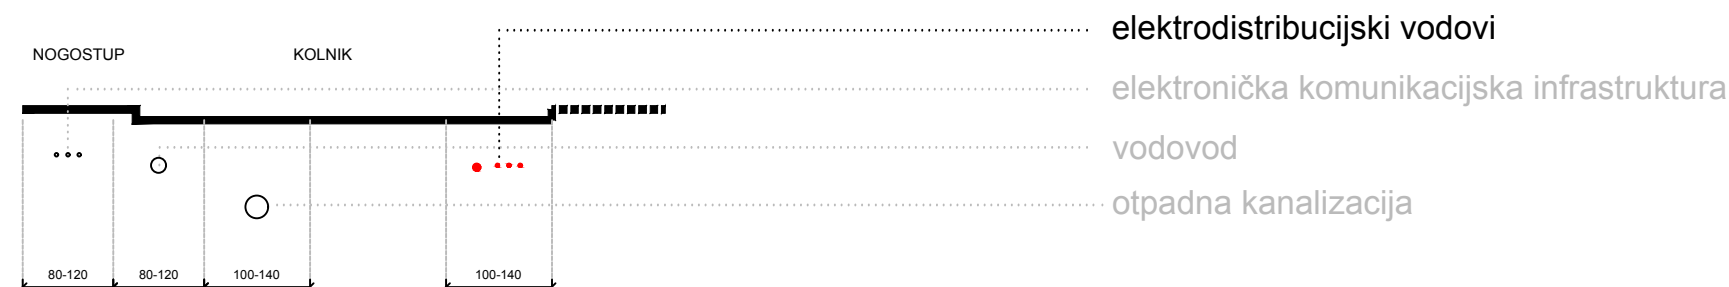 elektrodistribucijski vodovi
NOGOSTUP KOLNIK
elektronička komunikacijska infrastruktura
vodovod
otpadna kanalizacija
80-120 80-120 100-140 100-140